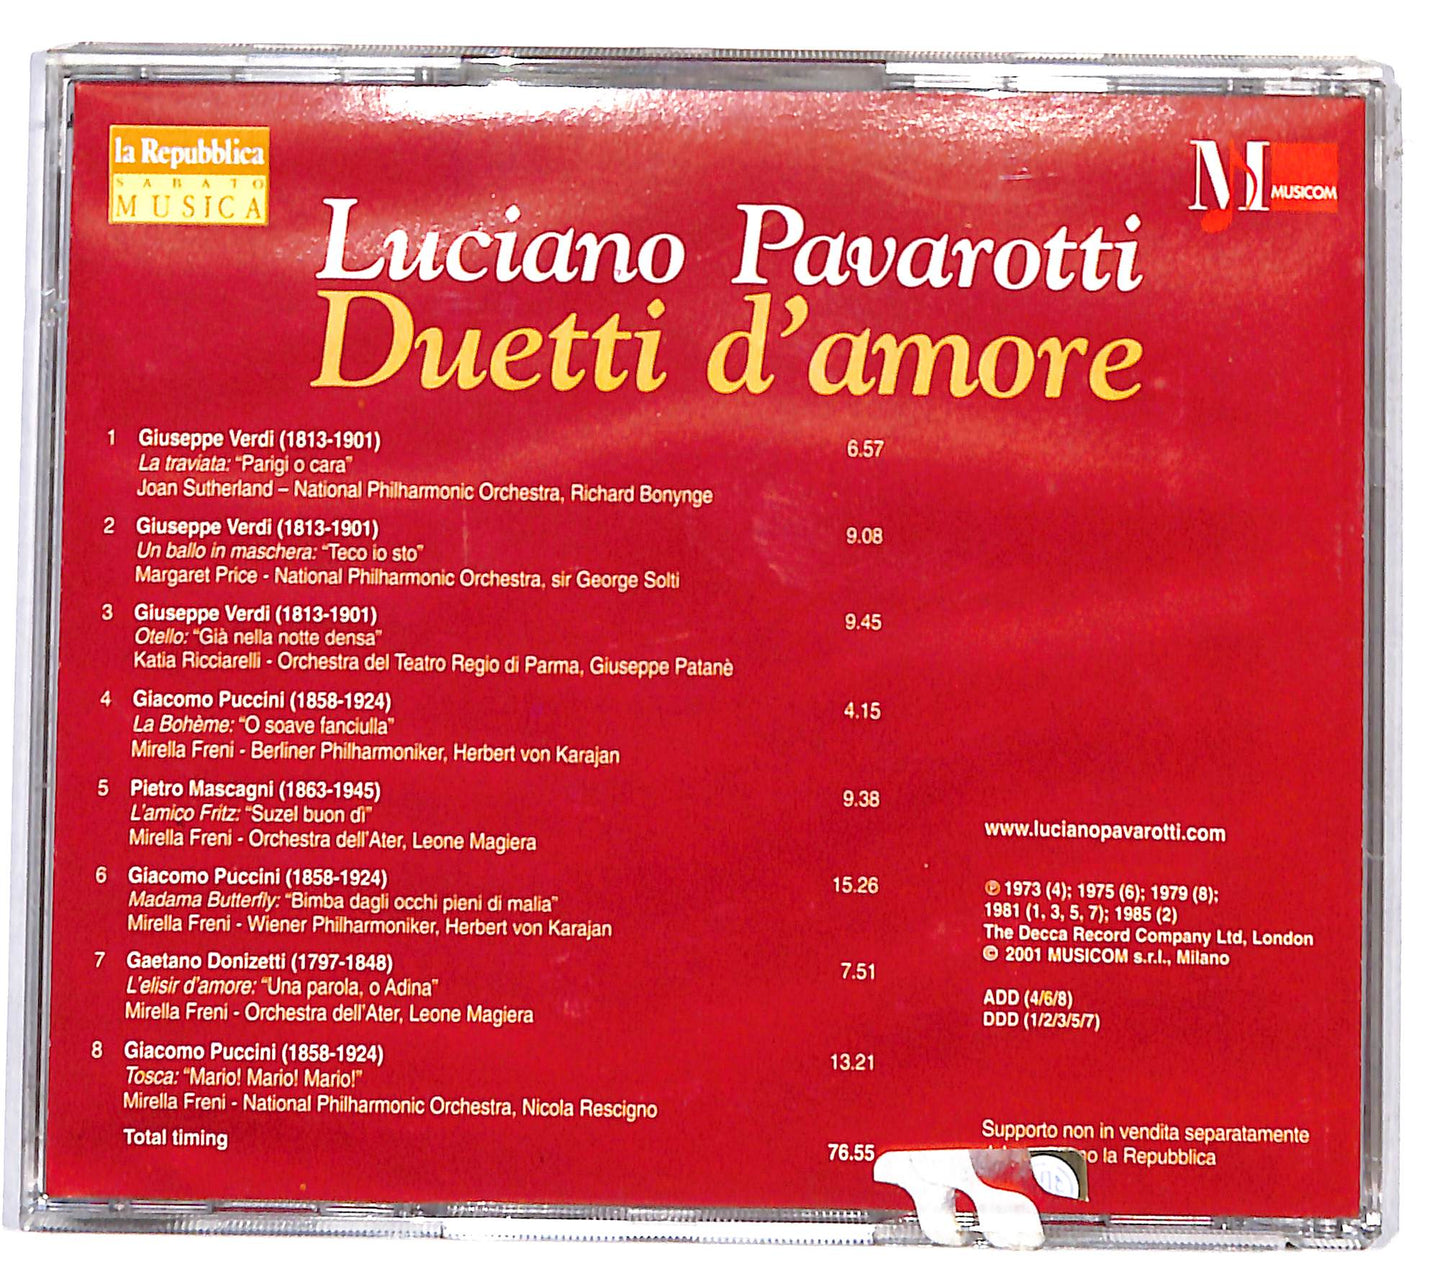 la Repubblica
SABATO
MUSICA
M MUSICOM
Luciano Pavarotti
Duetti d'amore
1 Giuseppe Verdi (1813-1901) 6.57
La traviata: “Parigi o cara”
Joan Sutherland – National Philharmonic Orchestra, Richard Bonynge
2 Giuseppe Verdi (1813-1901) 9.08
Un ballo in maschera: “Teco io sto”
Margaret Price - National Philharmonic Orchestra, sir George Solti
3 Giuseppe Verdi (1813-1901) 9.45
Otello: “Già nella notte densa”
Katia Ricciarelli - Orchestra del Teatro Regio di Parma, Giuseppe Patanè
4 Giacomo Puccini (1858-1924) 4.15
La Bohème: “O soave fanciulla”
Mirella Freni - Berliner Philharmoniker, Herbert von Karajan
5 Pietro Mascagni (1863-1945) 9.38
L'amico Fritz: “Suzel buon dì”
Mirella Freni - Orchestra dell'Ater, Leone Magiera
6 Giacomo Puccini (1858-1924) 15.26
Madama Butterfly: “Bimba dagli occhi pieni di malia”
Mirella Freni - Wiener Philharmoniker, Herbert von Karajan
7 Gaetano Donizetti (1797-1848) 7.51
L'elisir d'amore: “Una parola, o Adina”
Mirella Freni - Orchestra dell'Ater, Leone Magiera
8 Giacomo Puccini (1858-1924) 13.21
Tosca: “Mario! Mario! Mario!”
Mirella Freni - National Philharmonic Orchestra, Nicola Rescigno
Total timing 76.55
www.lucianopavarotti.com
℗ 1973 (4); 1975 (6); 1979 (8);
1981 (1, 3, 5, 7); 1985 (2)
The Decca Record Company Ltd, London
© 2001 MUSICOM s.r.l., Milano
ADD (4/6/8)
DDD (1/2/3/5/7)
Supporto non in vendita separatamente
la Repubblica